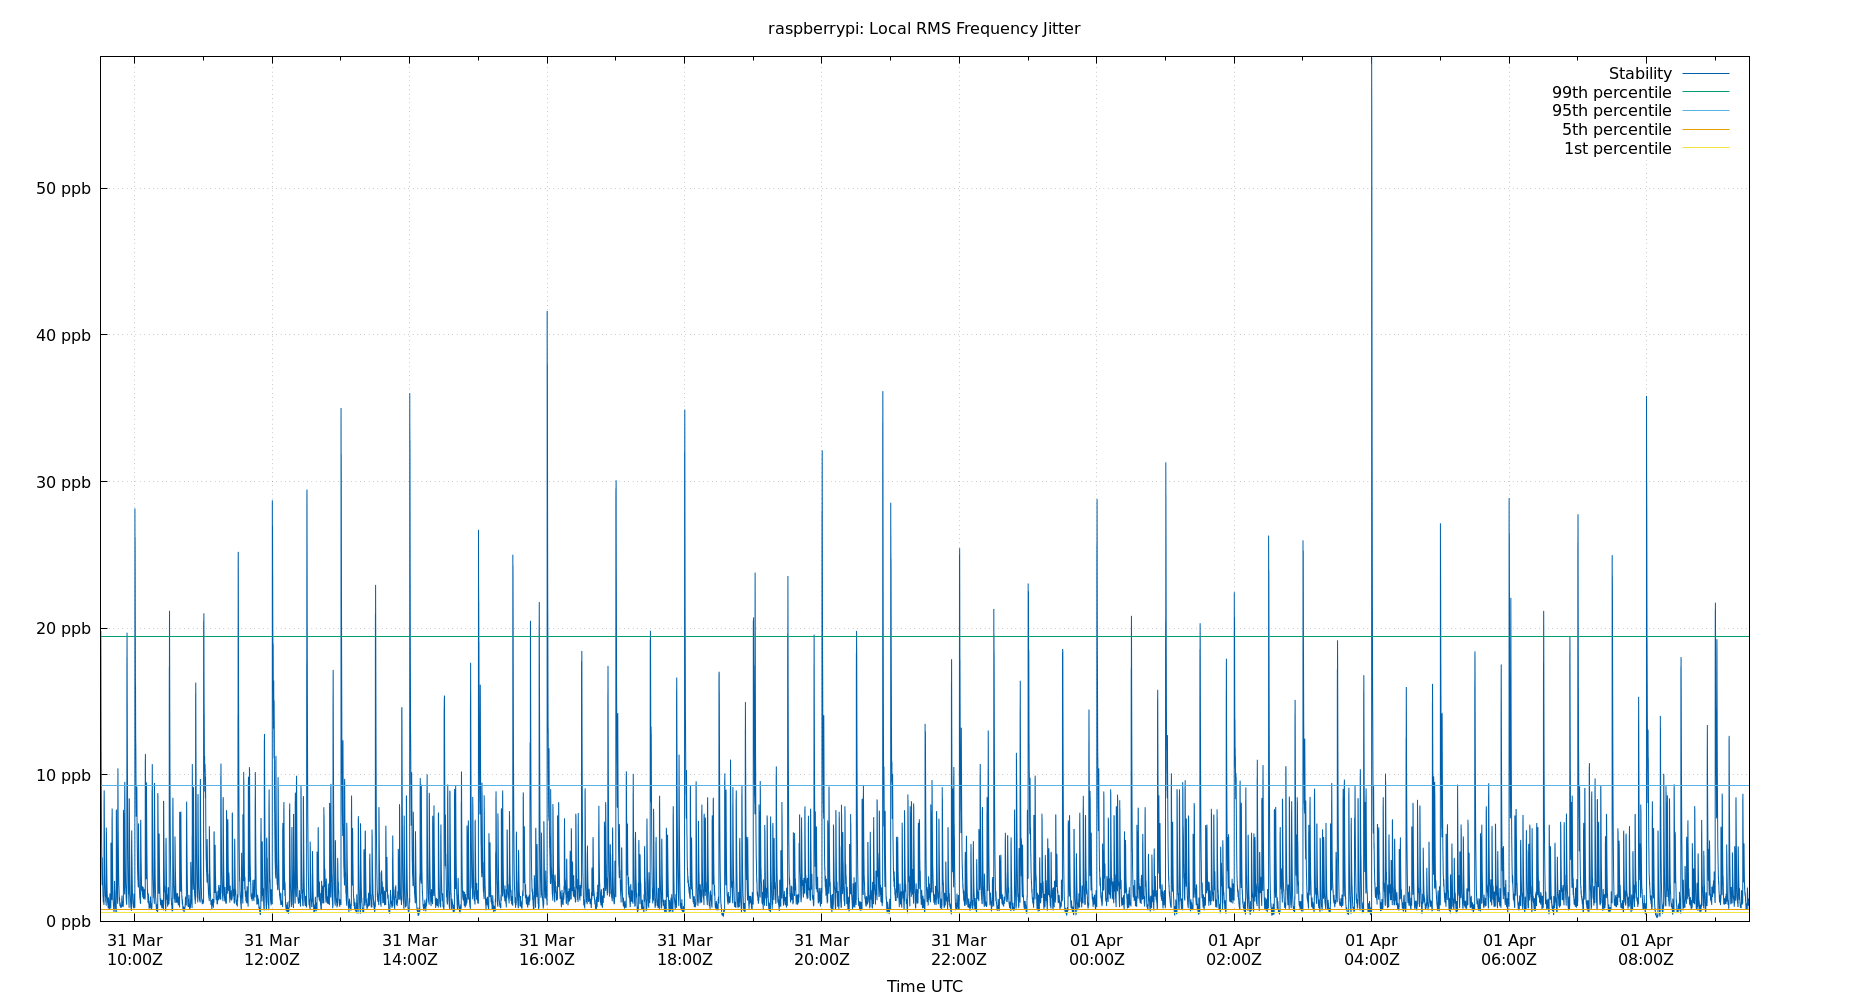 raspberrypi: Local RMS Frequency Jitter
Stability
99th percentile
95th percentile
5th percentile
1st percentile
50 ppb
40 ppb
30 ppb
20 ppb
10 ppb
0 ppb
31 Mar 31 Mar 31 Mar 31 Mar 31 Mar 31 Mar 31 Mar 01 Apr 01 Apr 01 Apr 01 Apr 01 Apr
10:00Z 12:00Z 14:00Z 16:00Z 18:00Z 20:00Z 22:00Z 00:00Z 02:00Z 04:00Z 06:00Z 08:00Z
Time UTC